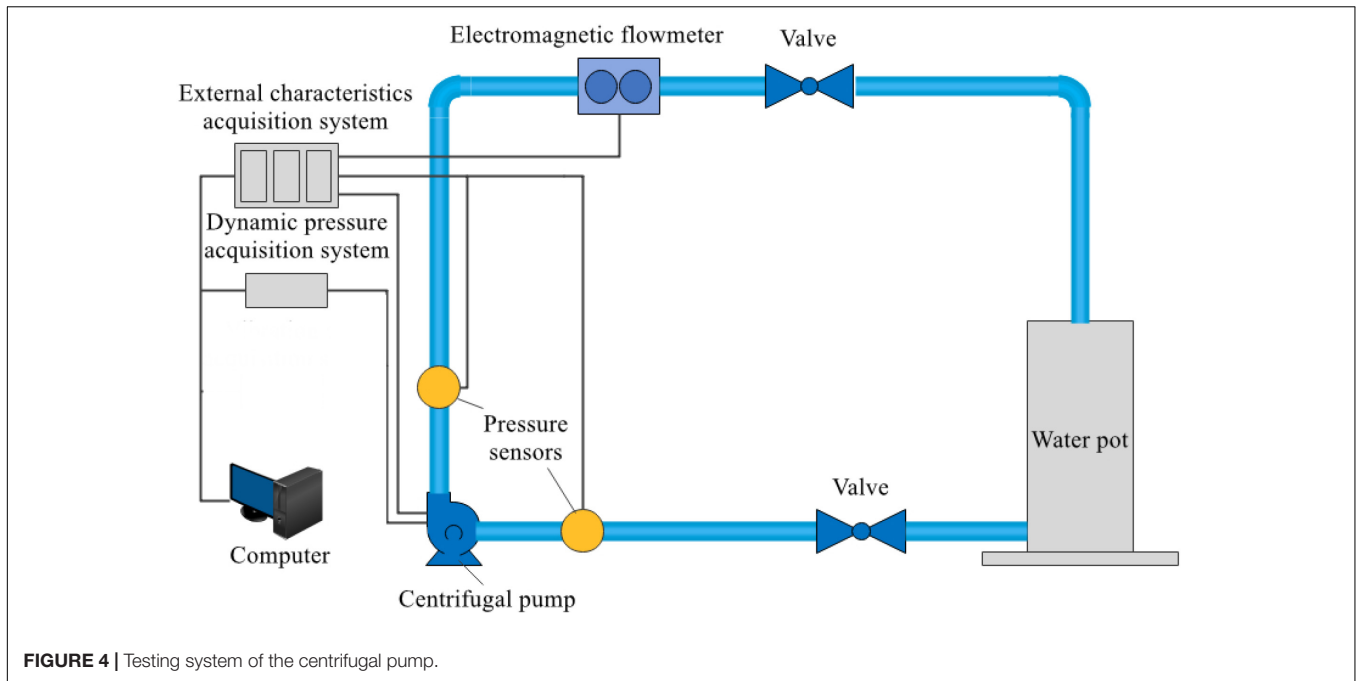 Electromagnetic flowmeter
Valve
External characteristics
acquisition system
Dynamic pressure
acquisition system
Pressure
sensors
Water pot
Valve
Computer
Centrifugal pump
FIGURE 4 | Testing system of the centrifugal pump.